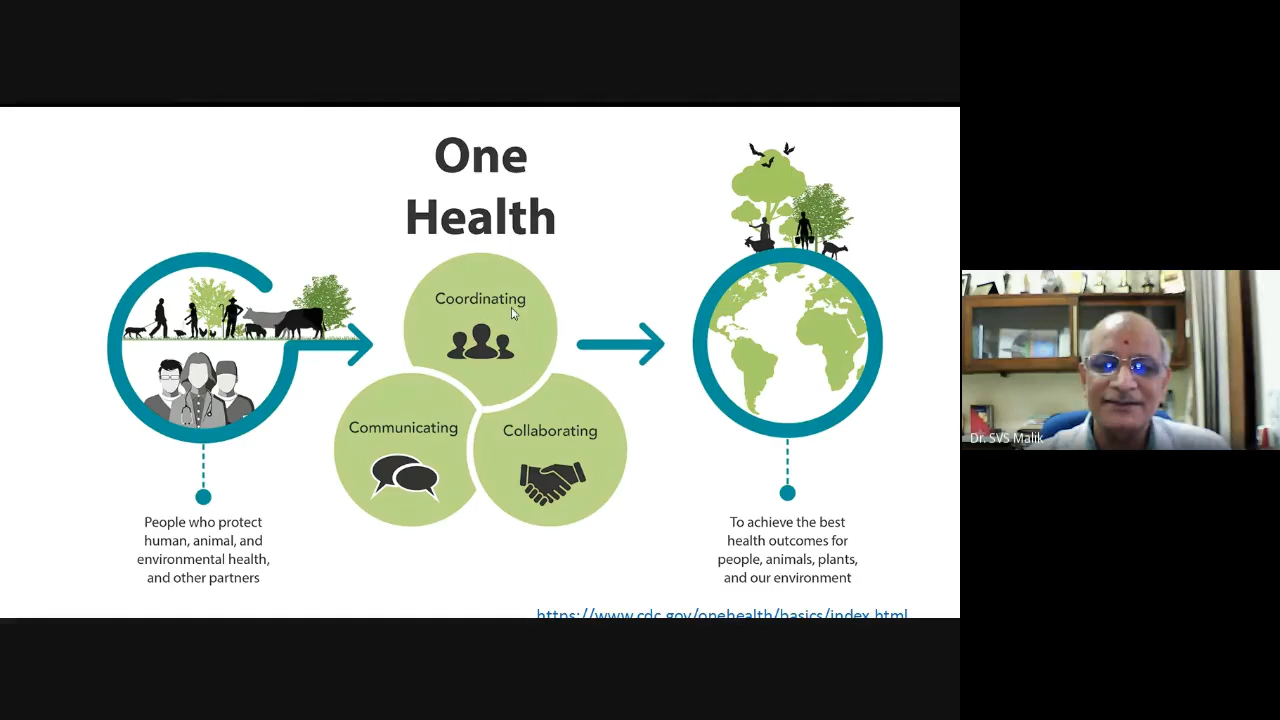 One
Health
Coordinating
Communicating
Collaborating
People who protect
human, animal, and
environmental health,
and other partners
To achieve the best
health outcomes for
people, animals, plants,
and our environment
https://www.cdc.gov/onehealth/basics/index.html
Dr. SVS Malik